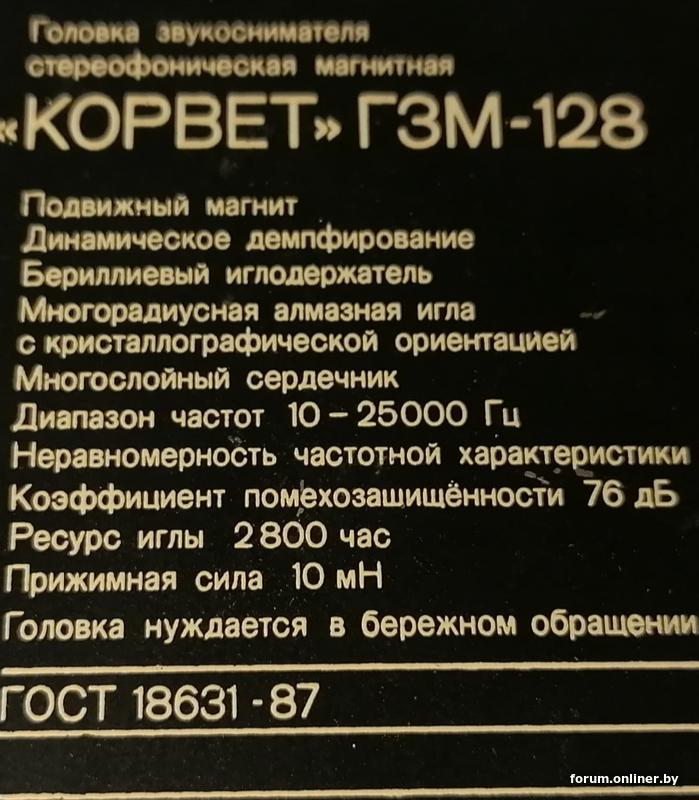 Головка звукоснимателя
стереофоническая магнитная
«КОРВЕТ» ГЗМ-128
Подвижный магнит
Динамическое демпфирование
Бериллиевый иглодержатель
Многорадиусная алмазная игла
с кристаллографической ориентацией
Многослойный сердечник
Диапазон частот 10 - 25000 Гц
Неравномерность частотной характеристики
Коэффициент помехозащищённости 76 дБ
Ресурс иглы 2800 час
Прижимная сила 10 мН
Головка нуждается в бережном обращении
ГОСТ 18631-87
forum.onliner.by